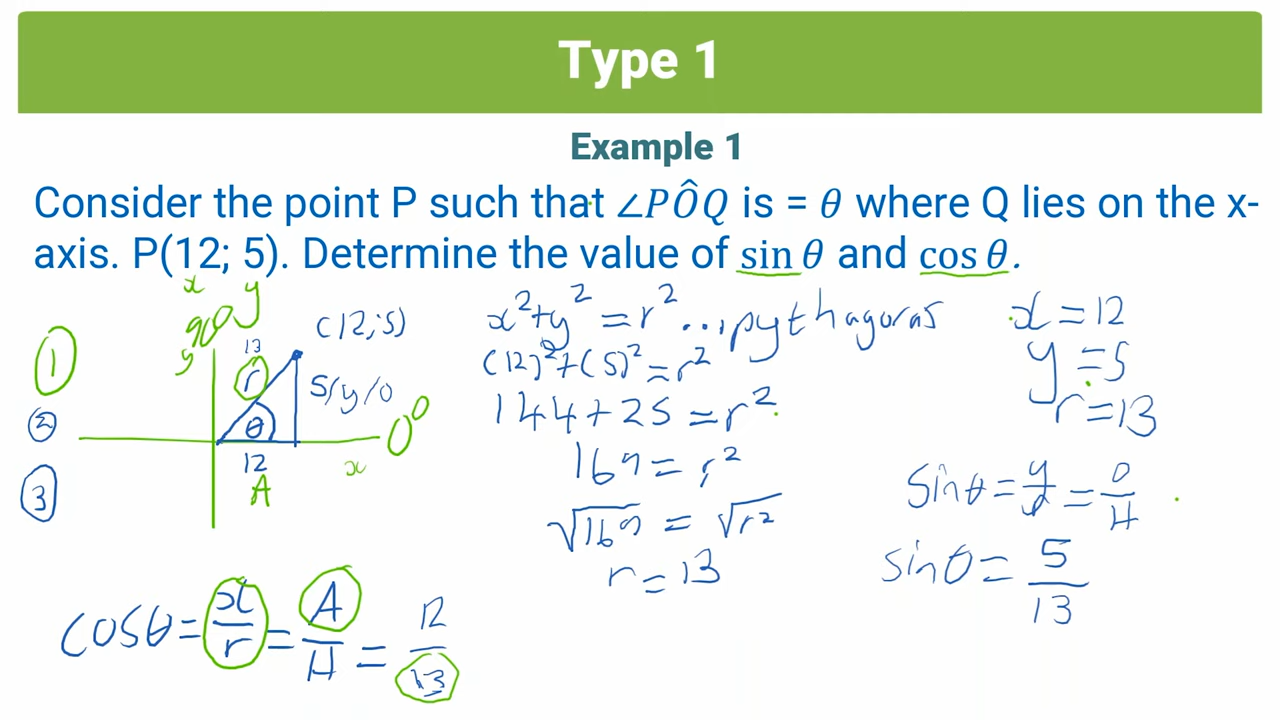 Type 1
Example 1
Consider the point P such that ∠PÔQ is = θ where Q lies on the x-
axis. P(12; 5). Determine the value of sin θ and cos θ.
x y
90°
y
(12;5)
1
13
r
5/y/0
2
θ
0°
12
x
A
3
x² + y² = r² ...pythagoras
(12)² + (5)² = r²
144 + 25 = r²
169 = r²
√169 = √r²
r = 13
x = 12
y = 5
r = 13
sinθ = y/r = O/H
sinθ = 5/13
cosθ = x/r = A/H = 12/13